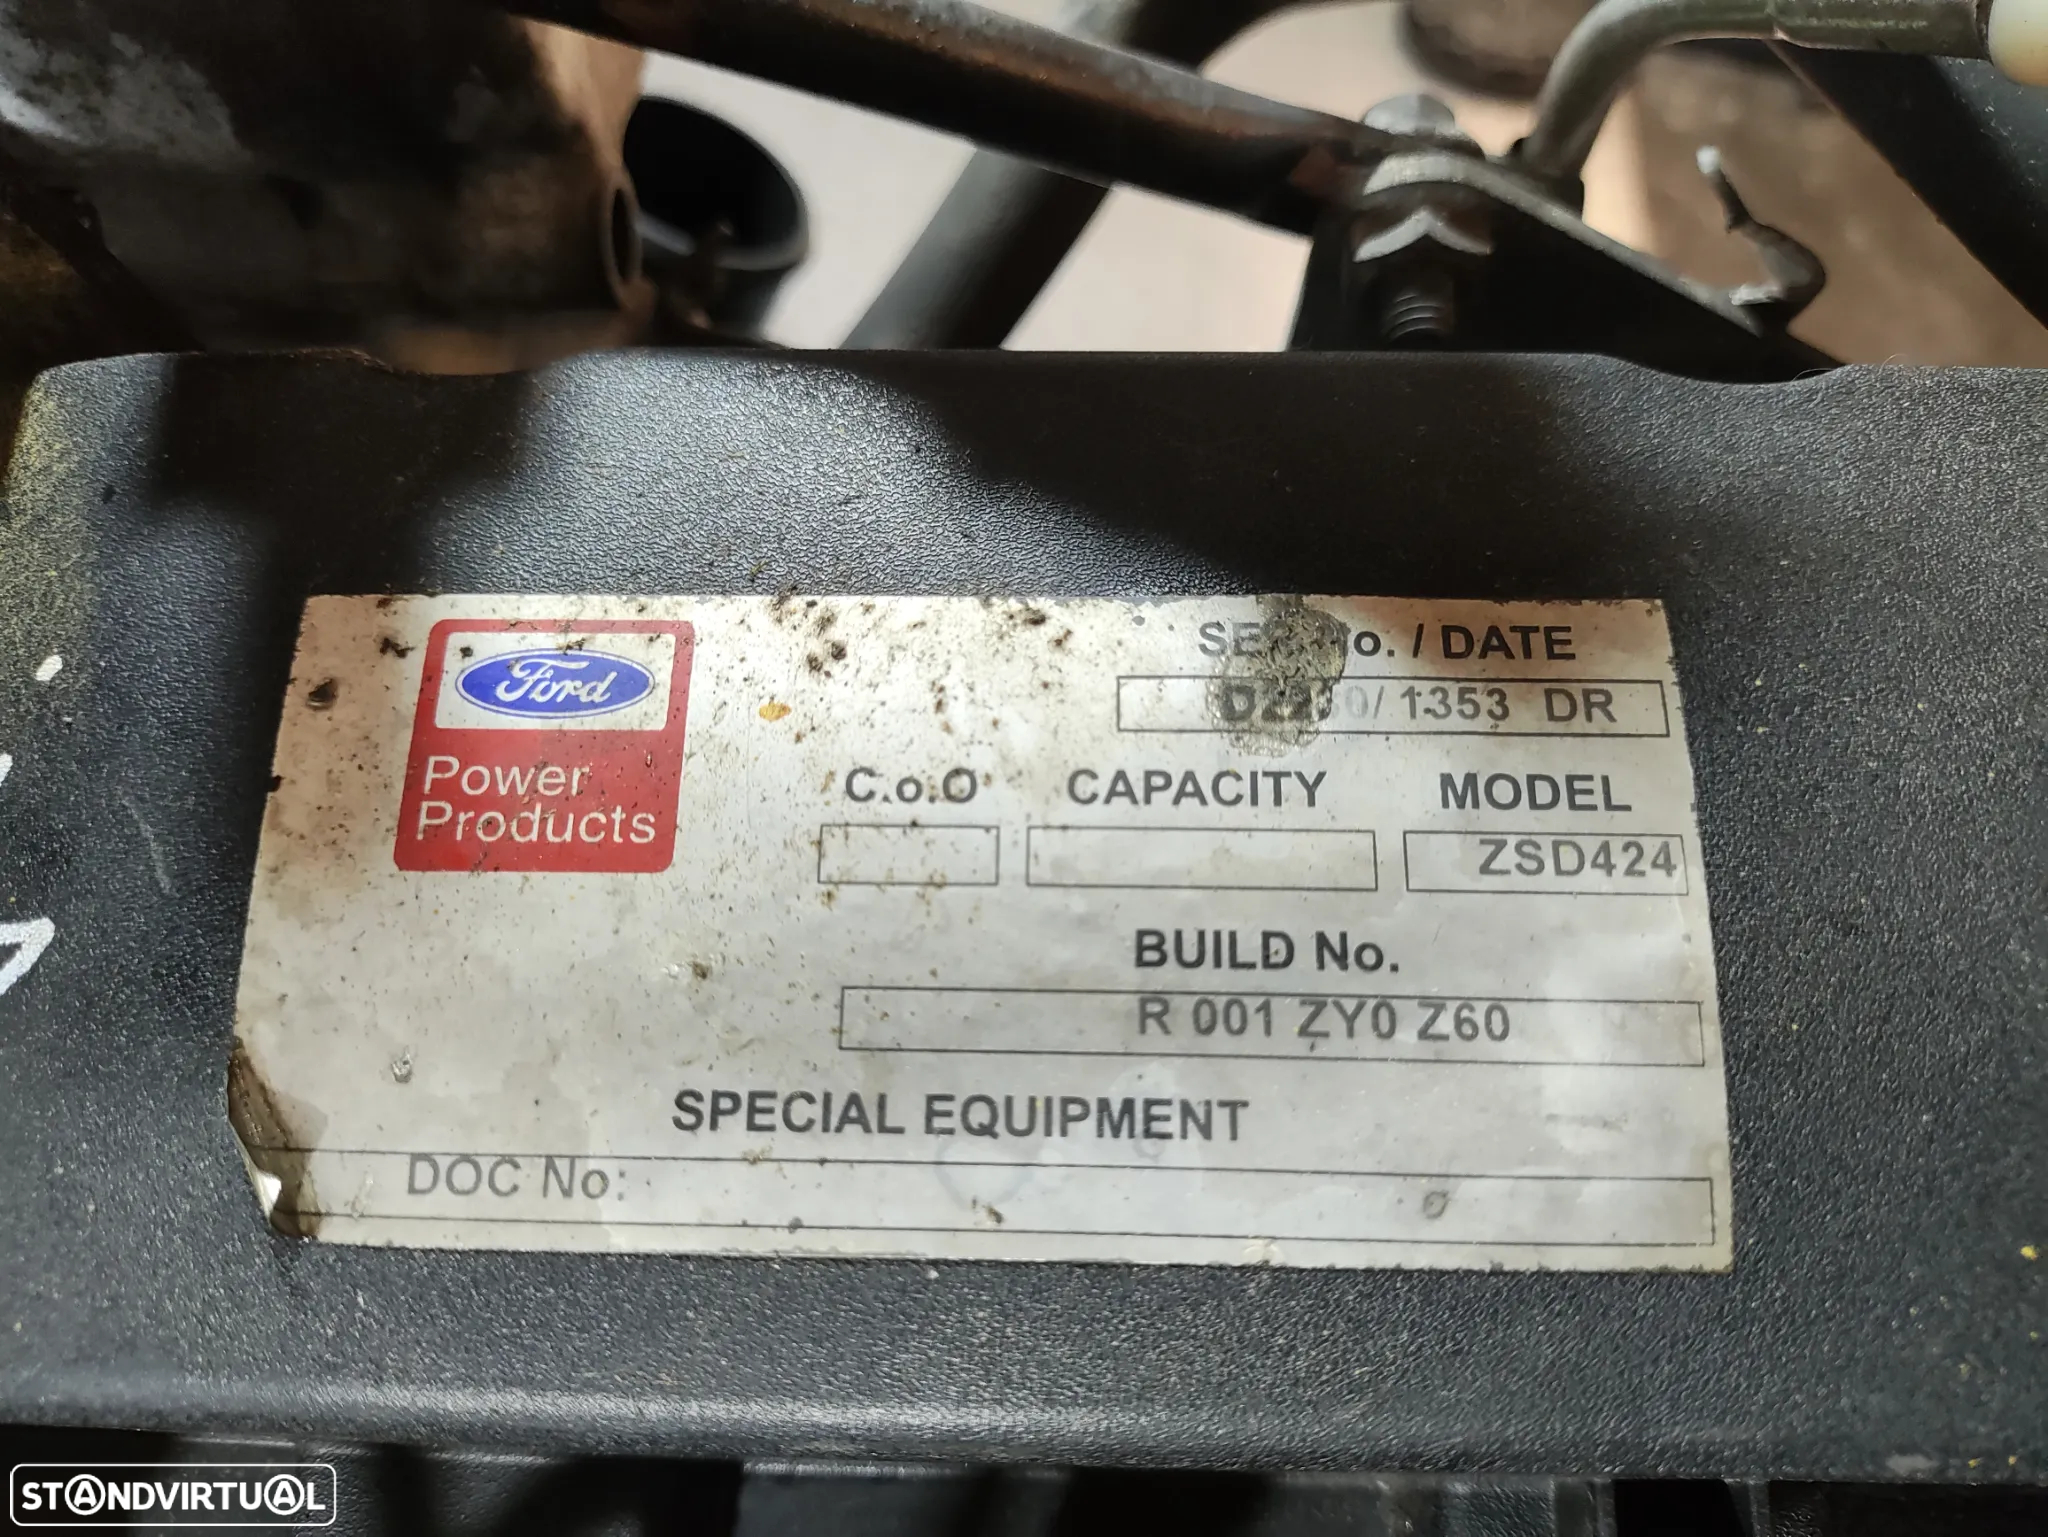 Ford
Power
Products
No. / DATE
/ 1353 DR
C.o.O CAPACITY MODEL
ZSD424
BUILD No.
R 001 ZY0 Z60
SPECIAL EQUIPMENT
DOC No:
STANDVIRTUAL